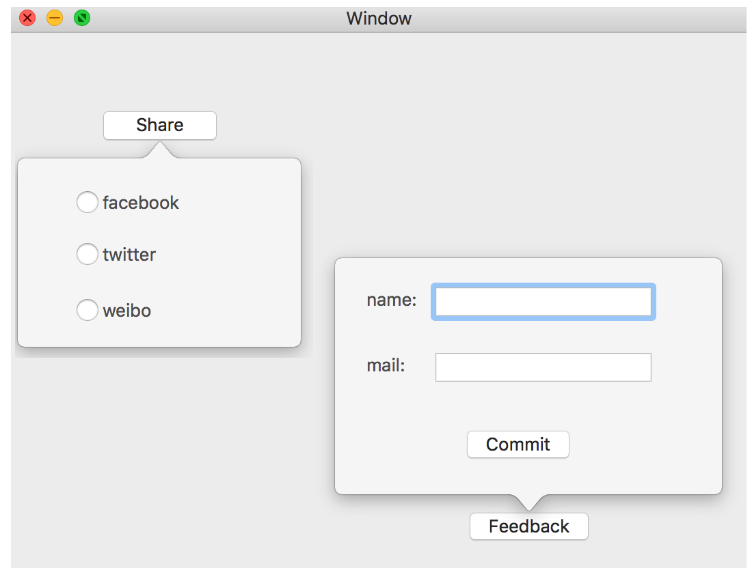 Window
Share
facebook
twitter
weibo
name:
mail:
Commit
Feedback